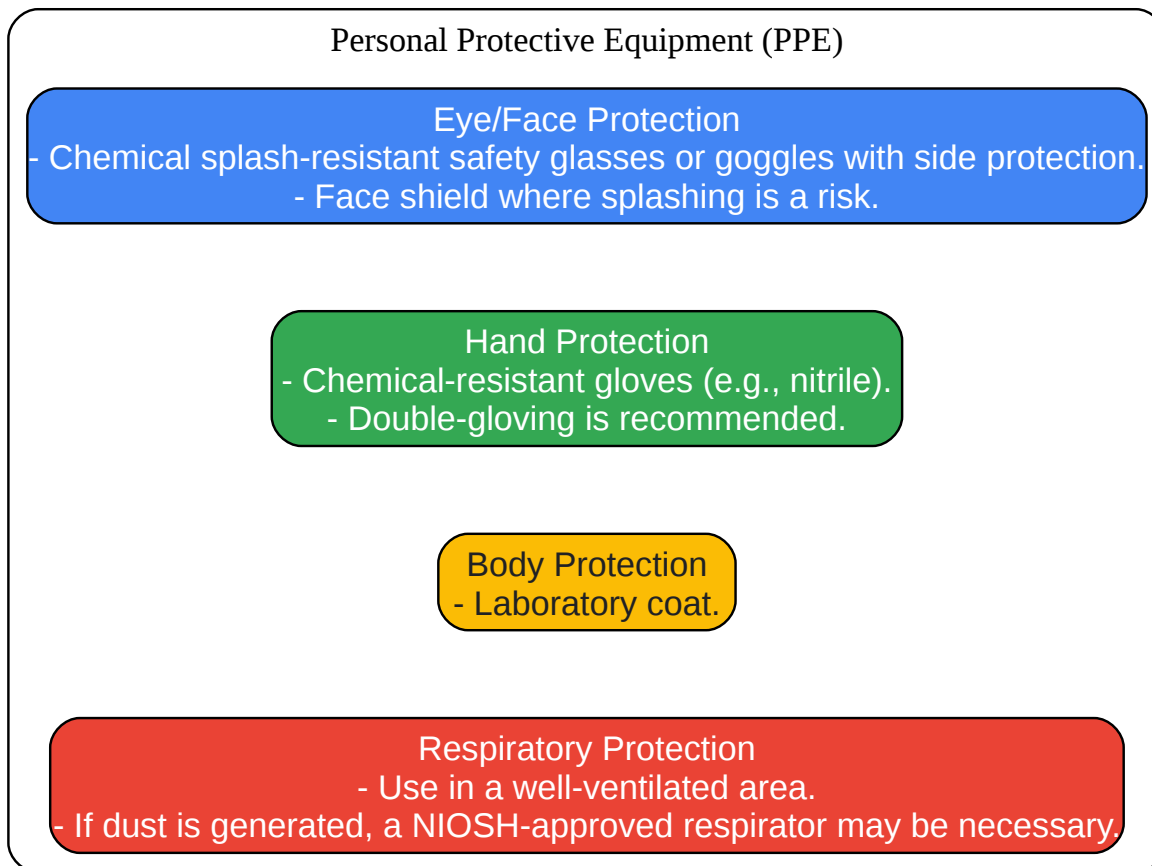 Personal Protective Equipment (PPE)
Eye/Face Protection
- Chemical splash-resistant safety glasses or goggles with side protection.
- Face shield where splashing is a risk.
Hand Protection
- Chemical-resistant gloves (e.g., nitrile).
- Double-gloving is recommended.
Body Protection
- Laboratory coat.
Respiratory Protection
- Use in a well-ventilated area.
- If dust is generated, a NIOSH-approved respirator may be necessary.